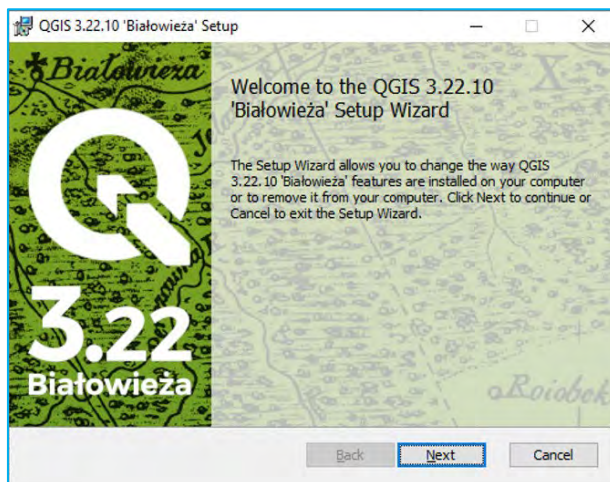 QGIS 3.22.10 'Białowieża' Setup
Białowieza
Welcome to the QGIS 3.22.10
'Białowieża' Setup Wizard
The Setup Wizard allows you to change the way QGIS
3.22.10 'Białowieża' features are installed on your computer
or to remove it from your computer. Click Next to continue or
Cancel to exit the Setup Wizard.
3.22
Białowieża
Roiobek
Back
Next
Cancel